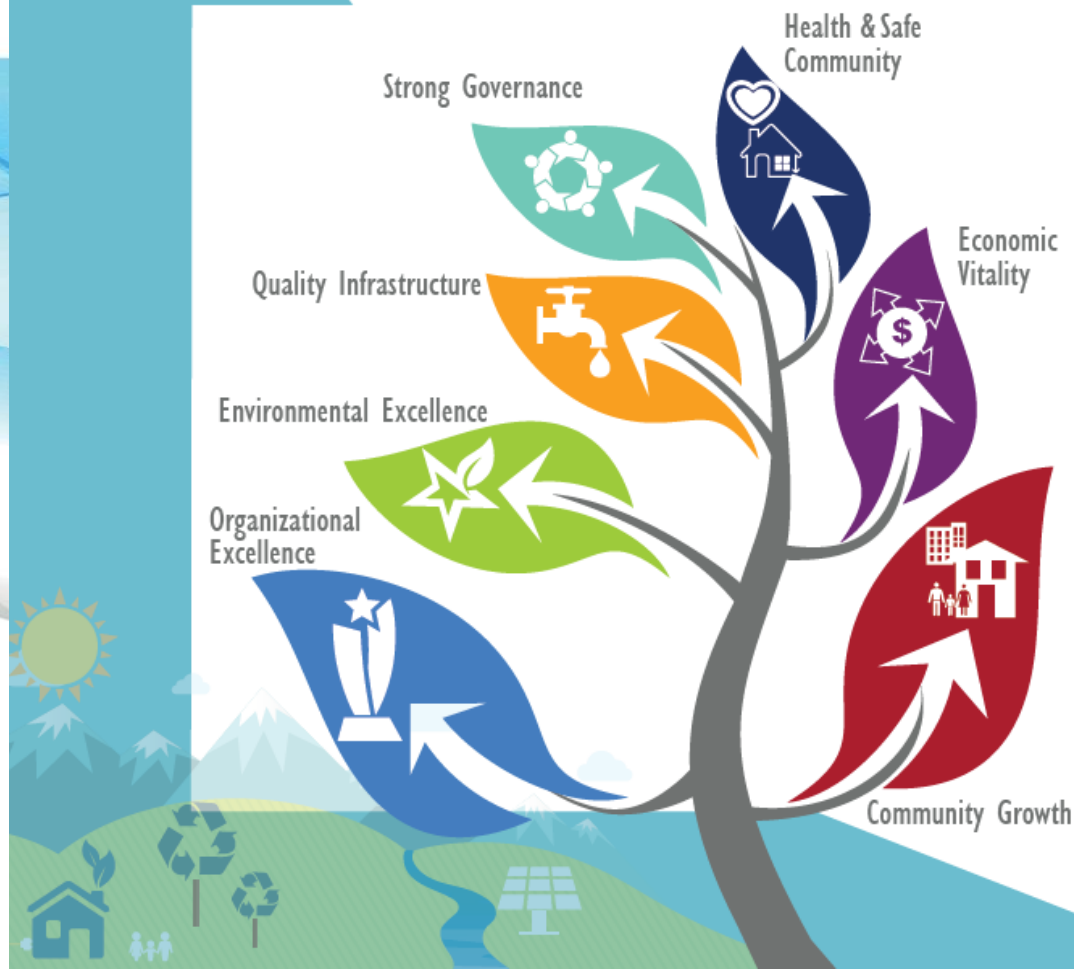 Health & Safe
Community
Strong Governance
Economic
Vitality
Quality Infrastructure
Environmental Excellence
Organizational
Excellence
Community Growth
$